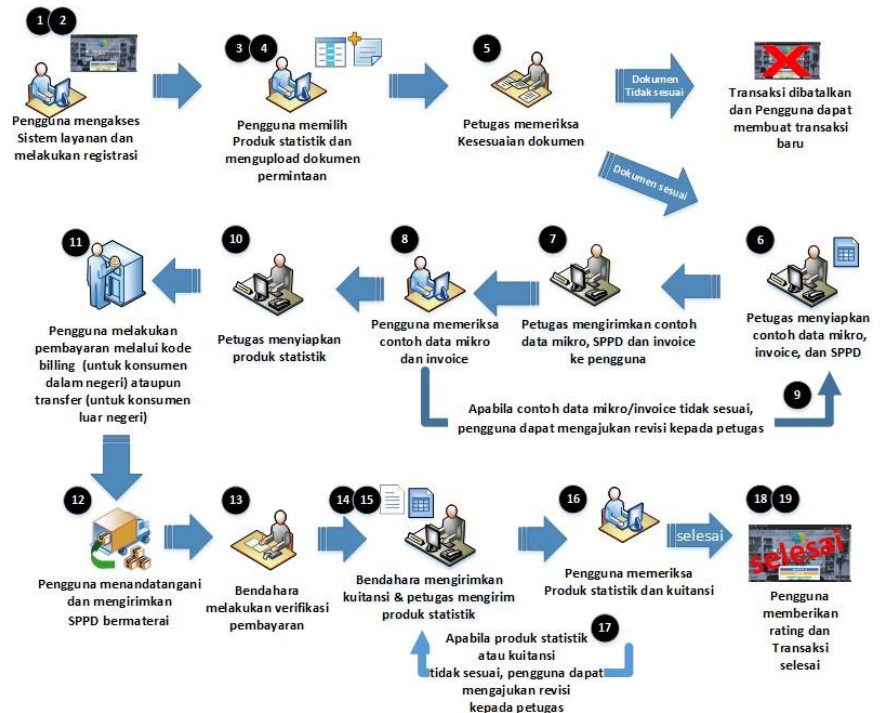 1 2
Pengguna mengakses
Sistem layanan dan
melakukan registrasi
3 4
Pengguna memilih
Produk statistik dan
mengupload dokumen
permintaan
5
Petugas memeriksa
Kesesuaian dokumen
Dokumen
Tidak sesuai
Transaksi dibatalkan
dan Pengguna dapat
membuat transaksi
baru
Dokumen sesuai
6
Petugas menyiapkan
contoh data mikro,
invoice, dan SPPD
7
Petugas mengirimkan contoh
data mikro, SPPD dan invoice
ke pengguna
8
Pengguna memeriksa
contoh data mikro
dan invoice
9
Apabila contoh data mikro/invoice tidak sesuai,
pengguna dapat mengajukan revisi kepada petugas
10
Petugas menyiapkan
produk statistik
11
Pengguna melakukan
pembayaran melalui kode
billing (untuk konsumen
dalam negeri) ataupun
transfer (untuk konsumen
luar negeri)
12
Pengguna menandatangani
dan mengirimkan
SPPD bermaterai
13
Bendahara
melakukan verifikasi
pembayaran
14 15
Bendahara mengirimkan
kuitansi & petugas mengirim
produk statistik
16
Pengguna memeriksa
Produk statistik dan kuitansi
17
Apabila produk statistik
atau kuitansi
tidak sesuai, pengguna dapat
mengajukan revisi
kepada petugas
selesai
18 19
selesai
Pengguna
memberikan
rating dan
Transaksi
selesai